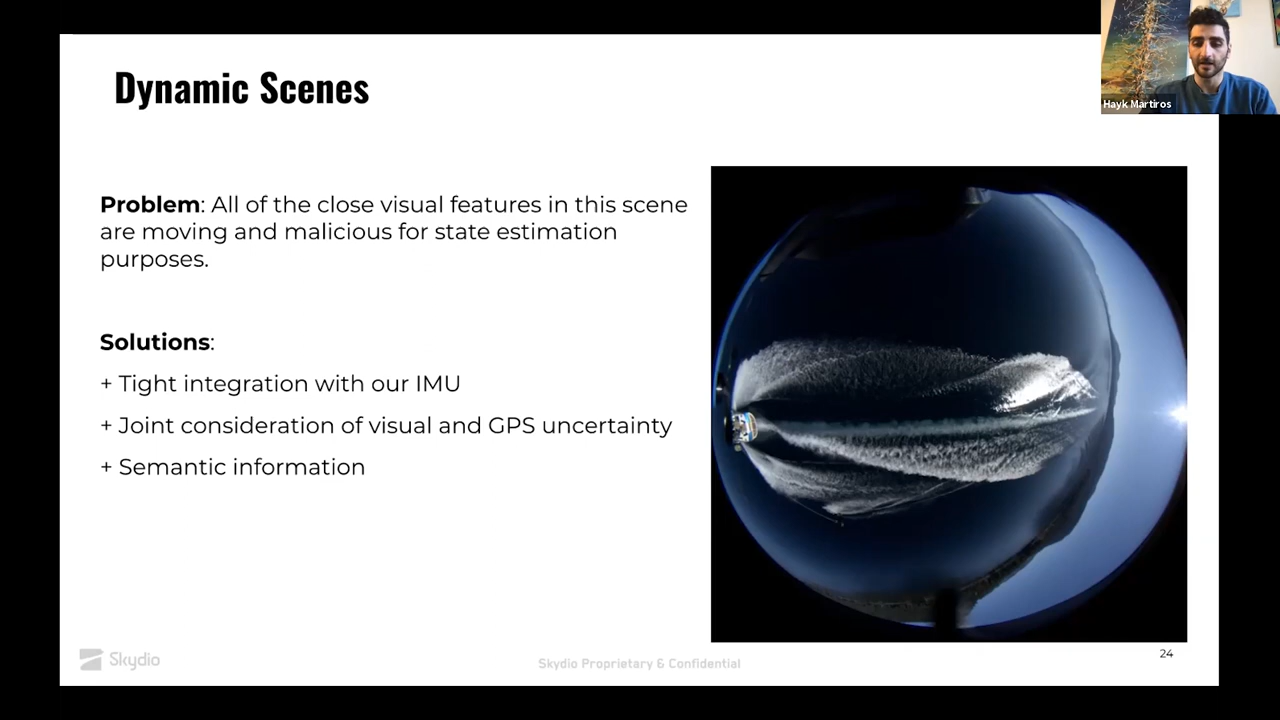 Hayk Martiros
Dynamic Scenes
Problem: All of the close visual features in this scene
are moving and malicious for state estimation
purposes.
Solutions:
+ Tight integration with our IMU
+ Joint consideration of visual and GPS uncertainty
+ Semantic information
Skydio
Skydio Proprietary & Confidential
24